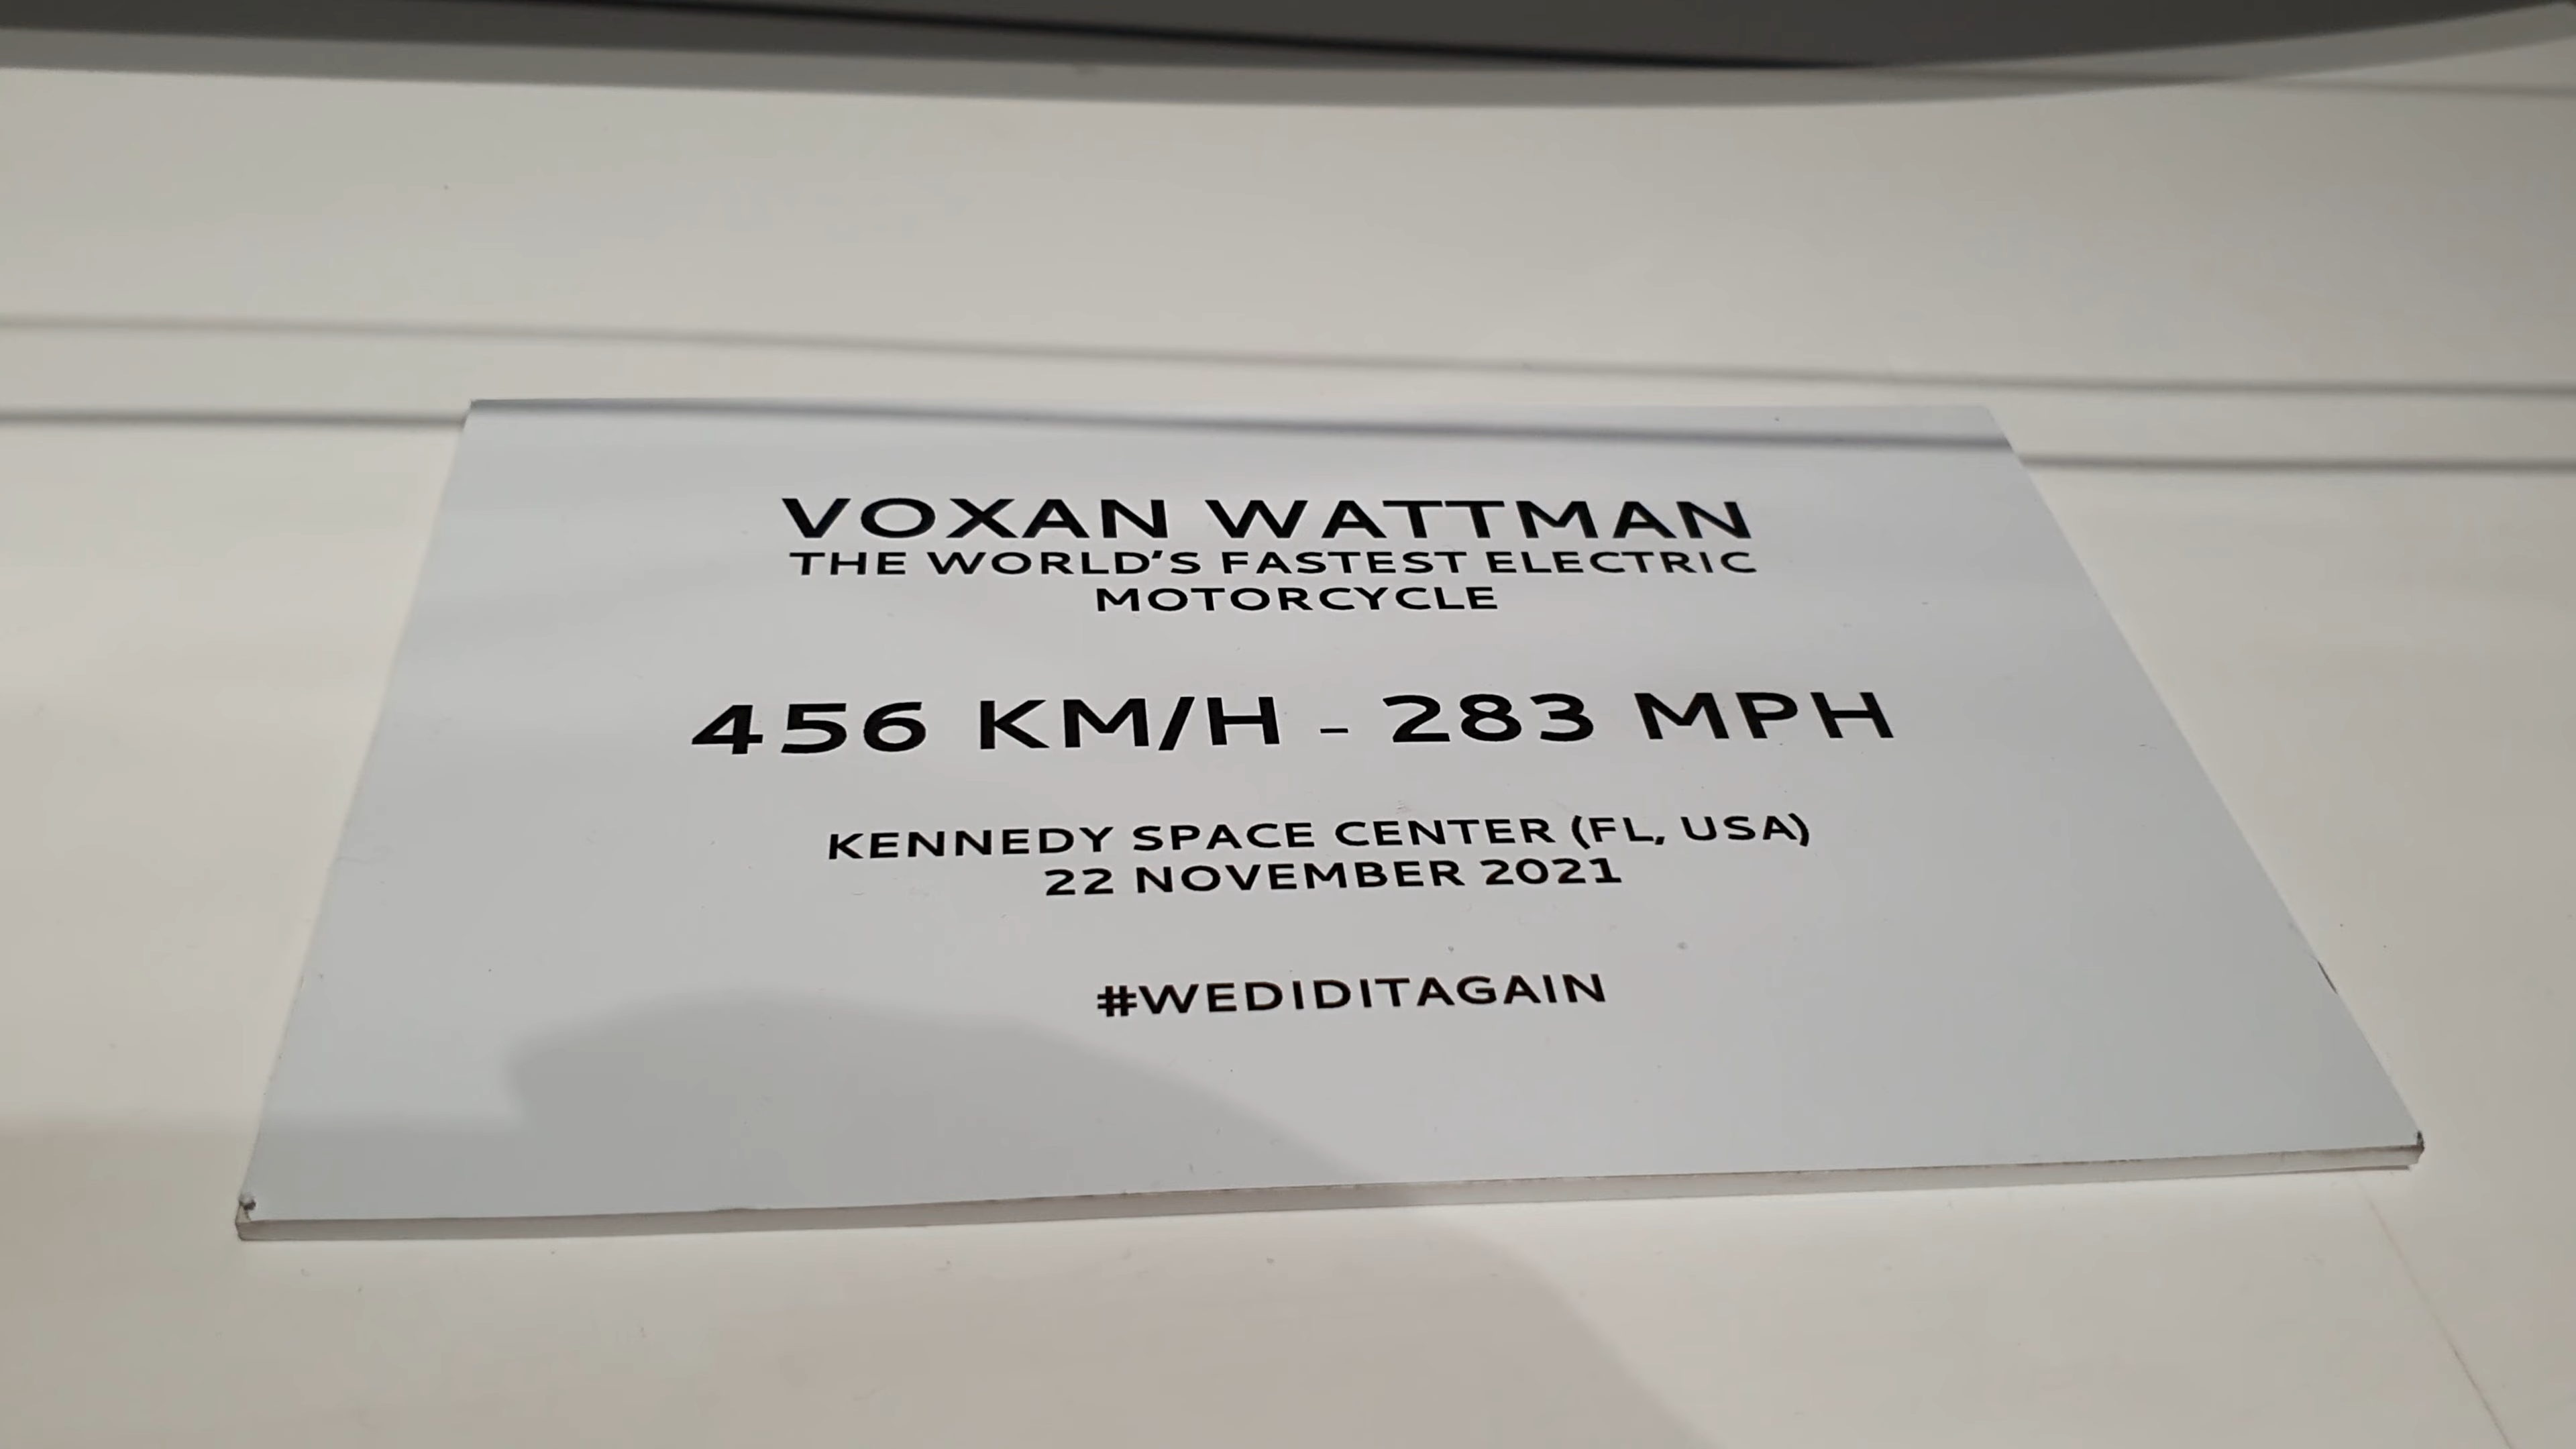 VOXAN WATTMAN
THE WORLD'S FASTEST ELECTRIC
MOTORCYCLE
456 KM/H - 283 MPH
KENNEDY SPACE CENTER (FL, USA)
22 NOVEMBER 2021
#WEDIDITAGAIN